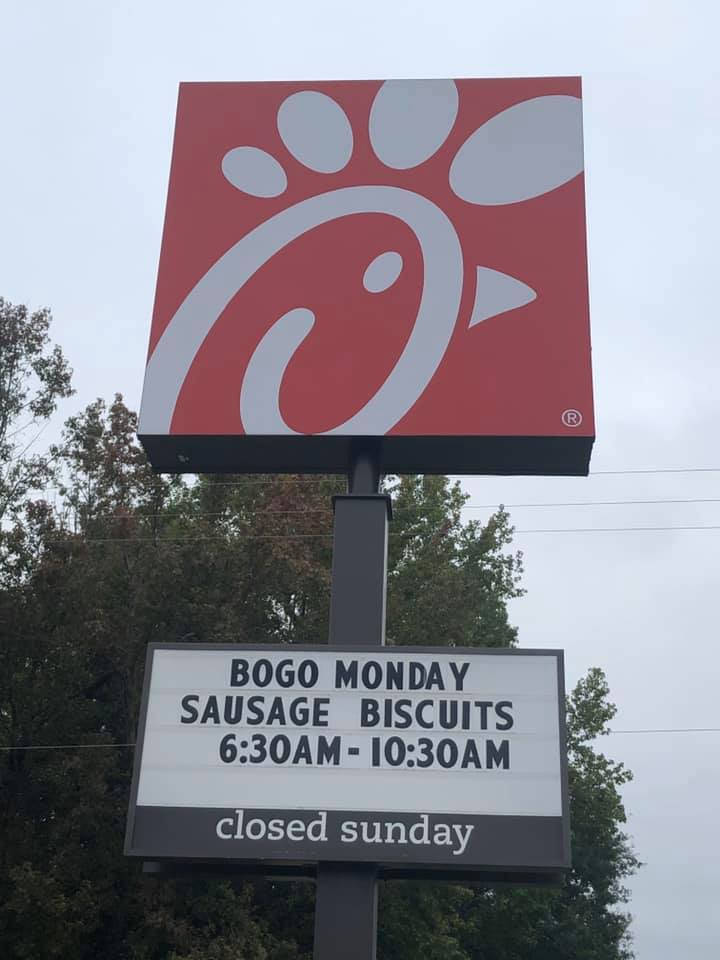 ®
BOGO MONDAY
SAUSAGE BISCUITS
6:30AM - 10:30AM
closed sunday